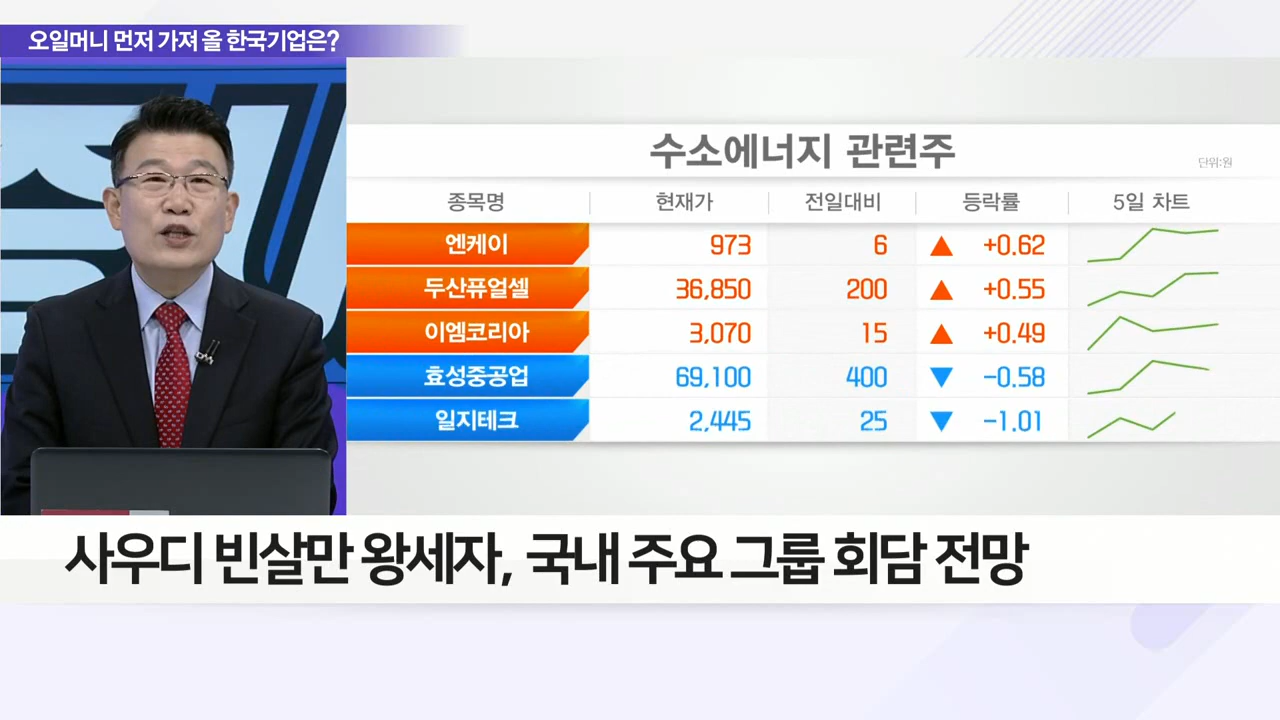 오일머니 먼저 가져 올 한국기업은?
수소에너지 관련주
단위:원
종목명 현재가 전일대비 등락률 5일 차트
엔케이 973 6 ▲ +0.62
두산퓨얼셀 36,850 200 ▲ +0.55
이엠코리아 3,070 15 ▲ +0.49
효성중공업 69,100 400 ▼ -0.58
일지테크 2,445 25 ▼ -1.01
사우디 빈살만 왕세자, 국내 주요 그룹 회담 전망